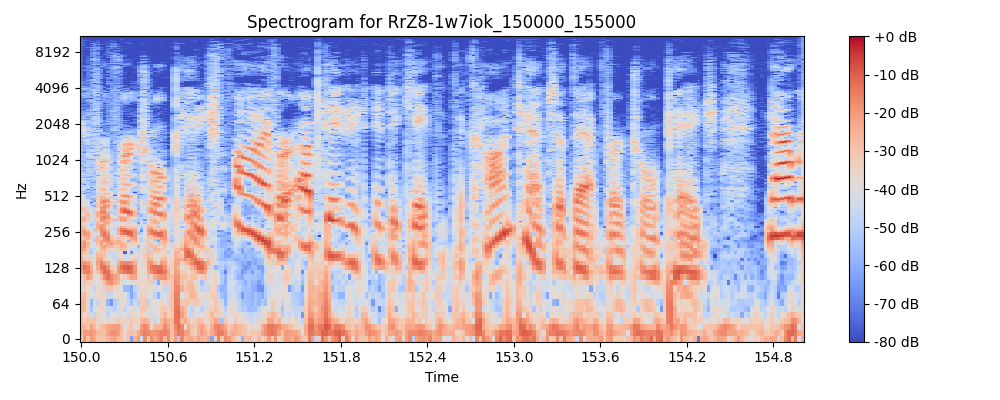 Spectrogram for RrZ8-1w7iok_150000_155000
Hz
8192
4096
2048
1024
512
256
128
64
0
150.0 150.6 151.2 151.8 152.4 153.0 153.6 154.2 154.8
Time
+0 dB
-10 dB
-20 dB
-30 dB
-40 dB
-50 dB
-60 dB
-70 dB
-80 dB